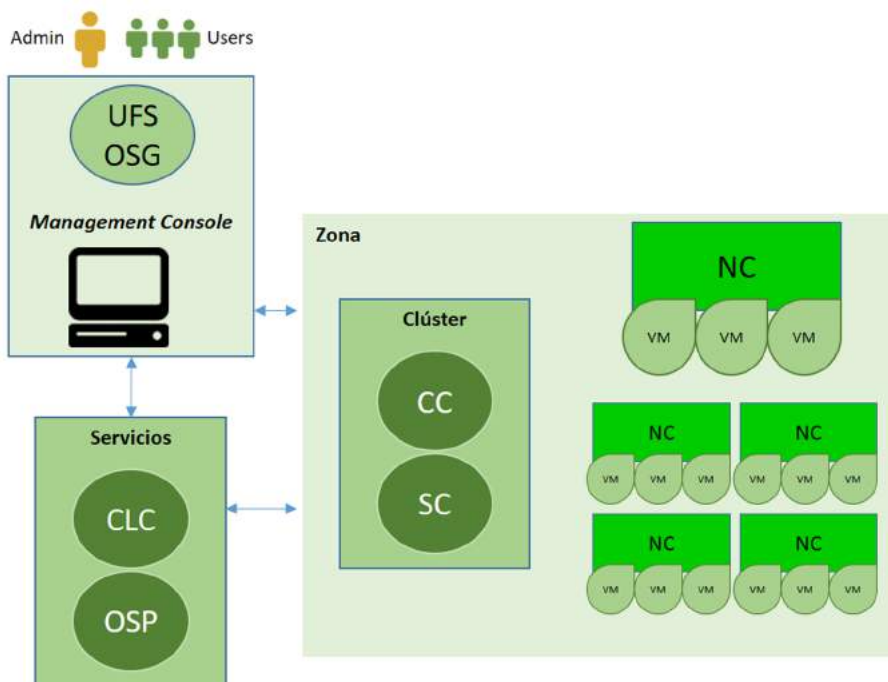 Admin
Users
UFS
OSG
Management Console
Servicios
CLC
OSP
Zona
Clúster
CC
SC
NC
VM VM VM
NC NC
VM VM VM VM VM VM
NC NC
VM VM VM VM VM VM